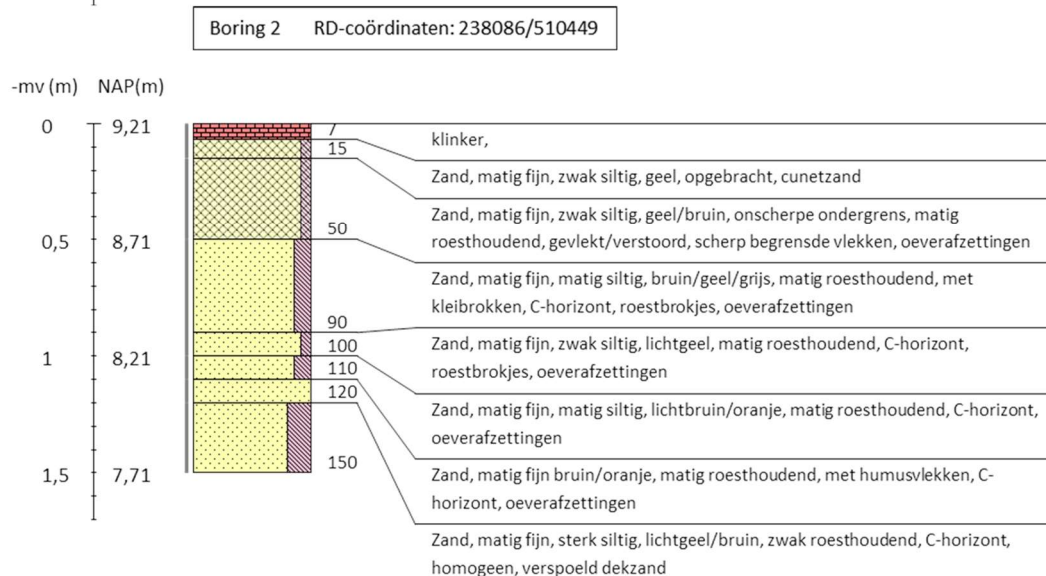 Boring 2 RD-coördinaten: 238086/510449
-mv (m) NAP(m)
0 9,21
7
klinker,
15
Zand, matig fijn, zwak siltig, geel, opgebracht, cunetzand
Zand, matig fijn, zwak siltig, geel/bruin, onscherpe ondergrens, matig
roesthoudend, gevlekt/verstoord, scherp begrensde vlekken, oeverafzettingen
50
0,5 8,71
Zand, matig fijn, matig siltig, bruin/geel/grijs, matig roesthoudend, met
kleibrokken, C-horizont, roestbrokjes, oeverafzettingen
90
Zand, matig fijn, zwak siltig, lichtgeel, matig roesthoudend, C-horizont,
roestbrokjes, oeverafzettingen
100
1 8,21
110
Zand, matig fijn, matig siltig, lichtbruin/oranje, matig roesthoudend, C-horizont,
oeverafzettingen
120
Zand, matig fijn bruin/oranje, matig roesthoudend, met humusvlekken, C-
horizont, oeverafzettingen
150
1,5 7,71
Zand, matig fijn, sterk siltig, lichtgeel/bruin, zwak roesthoudend, C-horizont,
homogeen, verspoeld dekzand